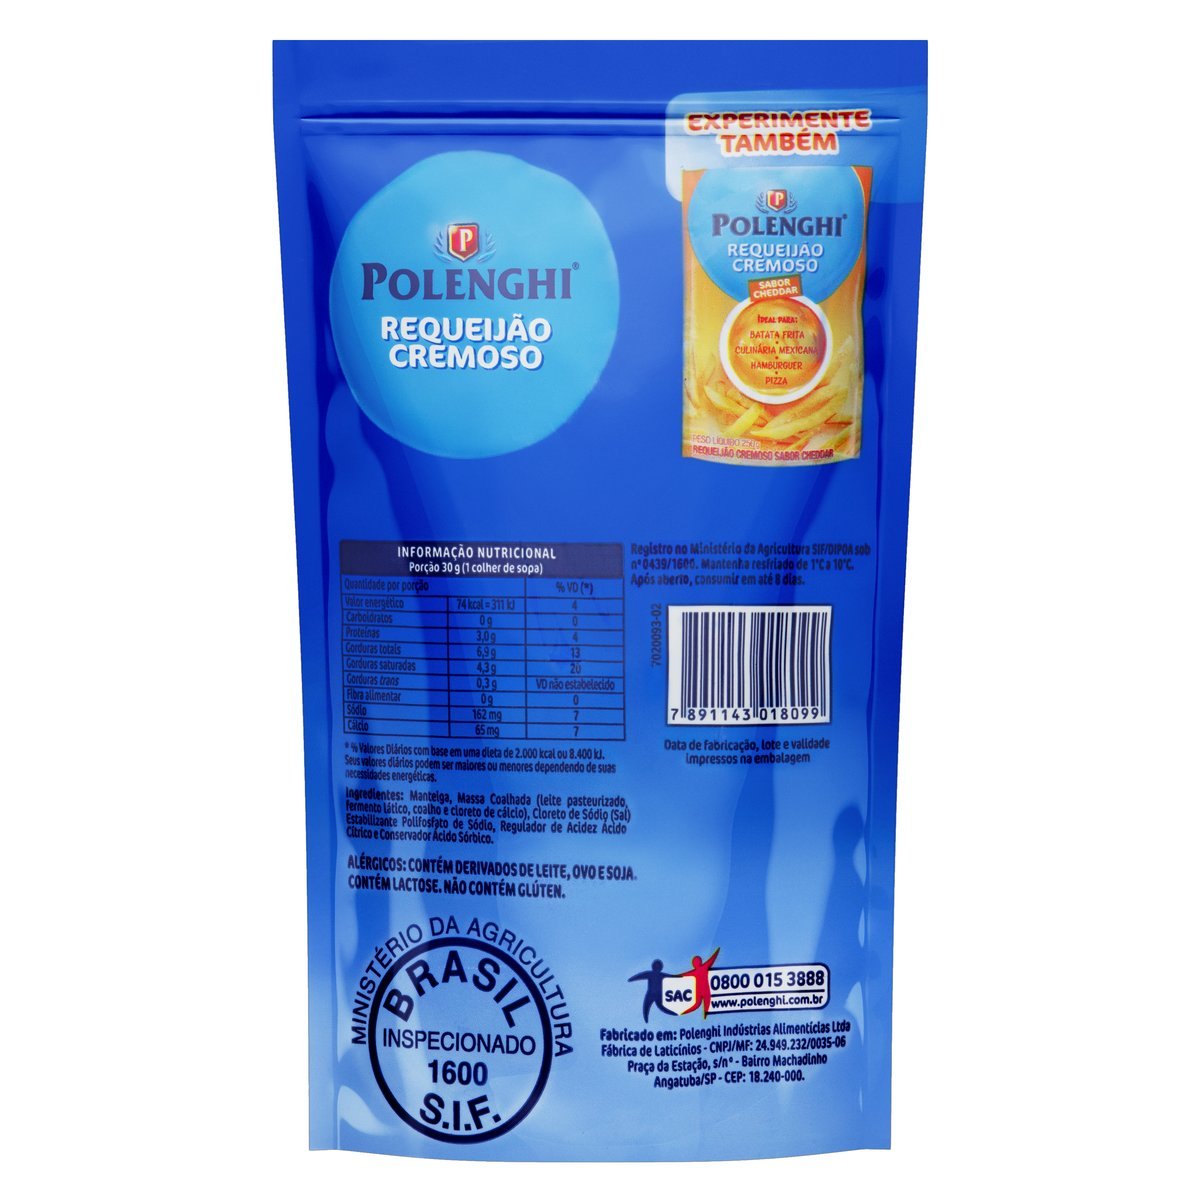 EXPERIMENTE
TAMBÉM
P
POLENGHI®
REQUEIJÃO
CREMOSO
P
POLENGHI®
REQUEIJÃO
CREMOSO
SABOR
CHEDDAR
IDEAL PARA:
BATATA FRITA
•
CULINÁRIA MEXICANA
•
HAMBURGUER
•
PIZZA
PESO LÍQUIDO 250g
REQUEIJÃO CREMOSO SABOR CHEDDAR
INFORMAÇÃO NUTRICIONAL
Porção 30 g (1 colher de sopa)
Quantidade por porção % VD (*)
Valor energético 74 kcal = 311 kJ 4
Carboidratos 0 g 0
Proteínas 3,0 g 4
Gorduras totais 6,9 g 13
Gorduras saturadas 4,3 g 20
Gorduras trans 0,3 g VD não estabelecido
Fibra alimentar 0 g 0
Sódio 162 mg 7
Cálcio 65 mg 7
* % Valores Diários com base em uma dieta de 2.000 kcal ou 8.400 kJ.
Seus valores diários podem ser maiores ou menores dependendo de suas
necessidades energéticas.
Ingredientes: Manteiga, Massa Coalhada (leite pasteurizado,
fermento lático, coalho e cloreto de cálcio), Cloreto de Sódio (Sal)
Estabilizante Polifosfato de Sódio, Regulador de Acidez Ácido
Cítrico e Conservador Ácido Sórbico.
ALÉRGICOS: CONTÉM DERIVADOS DE LEITE, OVO E SOJA.
CONTÉM LACTOSE. NÃO CONTÉM GLÚTEN.
Registro no Ministério da Agricultura SIF/DIPOA sob
nº 0439/1600. Mantenha resfriado de 1°C a 10°C.
Após aberto, consumir em até 8 dias.
7020093-02
7 891143 018099
Data de fabricação, lote e validade
impressos na embalagem
MINISTÉRIO DA AGRICULTURA
BRASIL
INSPECIONADO
1600
S.I.F.
SAC
0800 015 3888
www.polenghi.com.br
Fabricado em: Polenghi Indústrias Alimentícias Ltda
Fábrica de Laticínios - CNPJ/MF: 24.949.232/0035-06
Praça da Estação, s/nº - Bairro Machadinho
Angatuba/SP - CEP: 18.240-000.